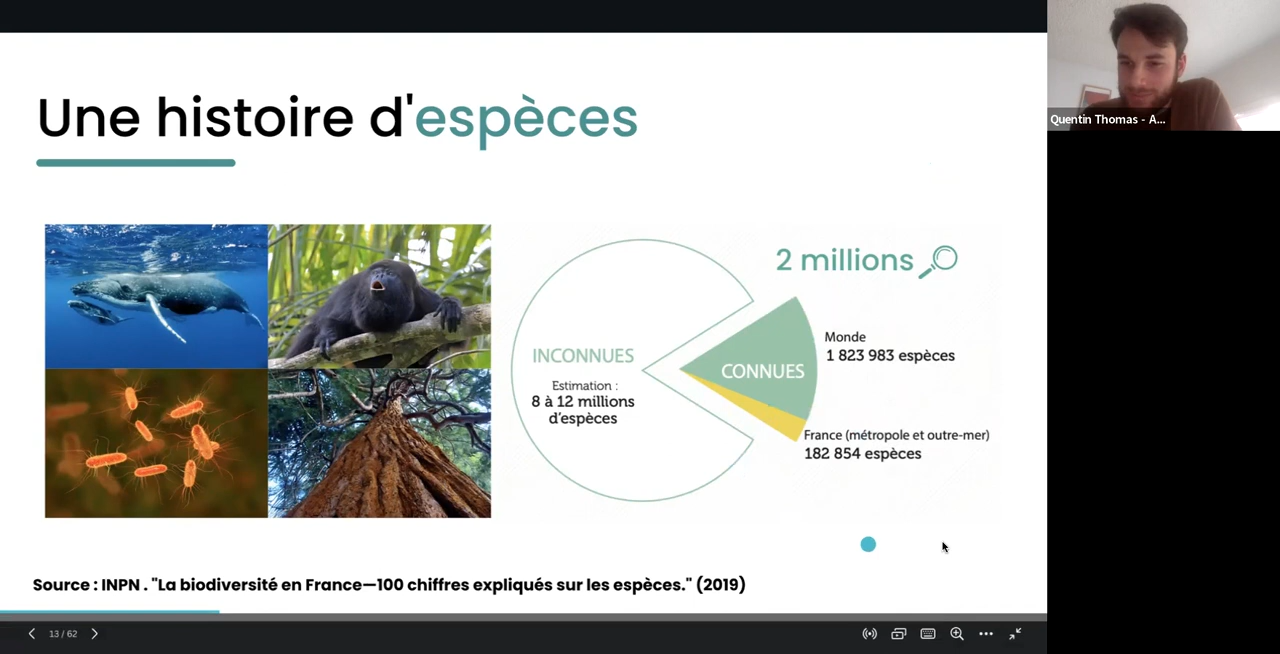 Une histoire d'espèces
2 millions
INCONNUES
Estimation :
8 à 12 millions
d'espèces
CONNUES
Monde
1 823 983 espèces
France (métropole et outre-mer)
182 854 espèces
Source : INPN . "La biodiversité en France—100 chiffres expliqués sur les espèces." (2019)
13 / 62
Quentin Thomas - A...